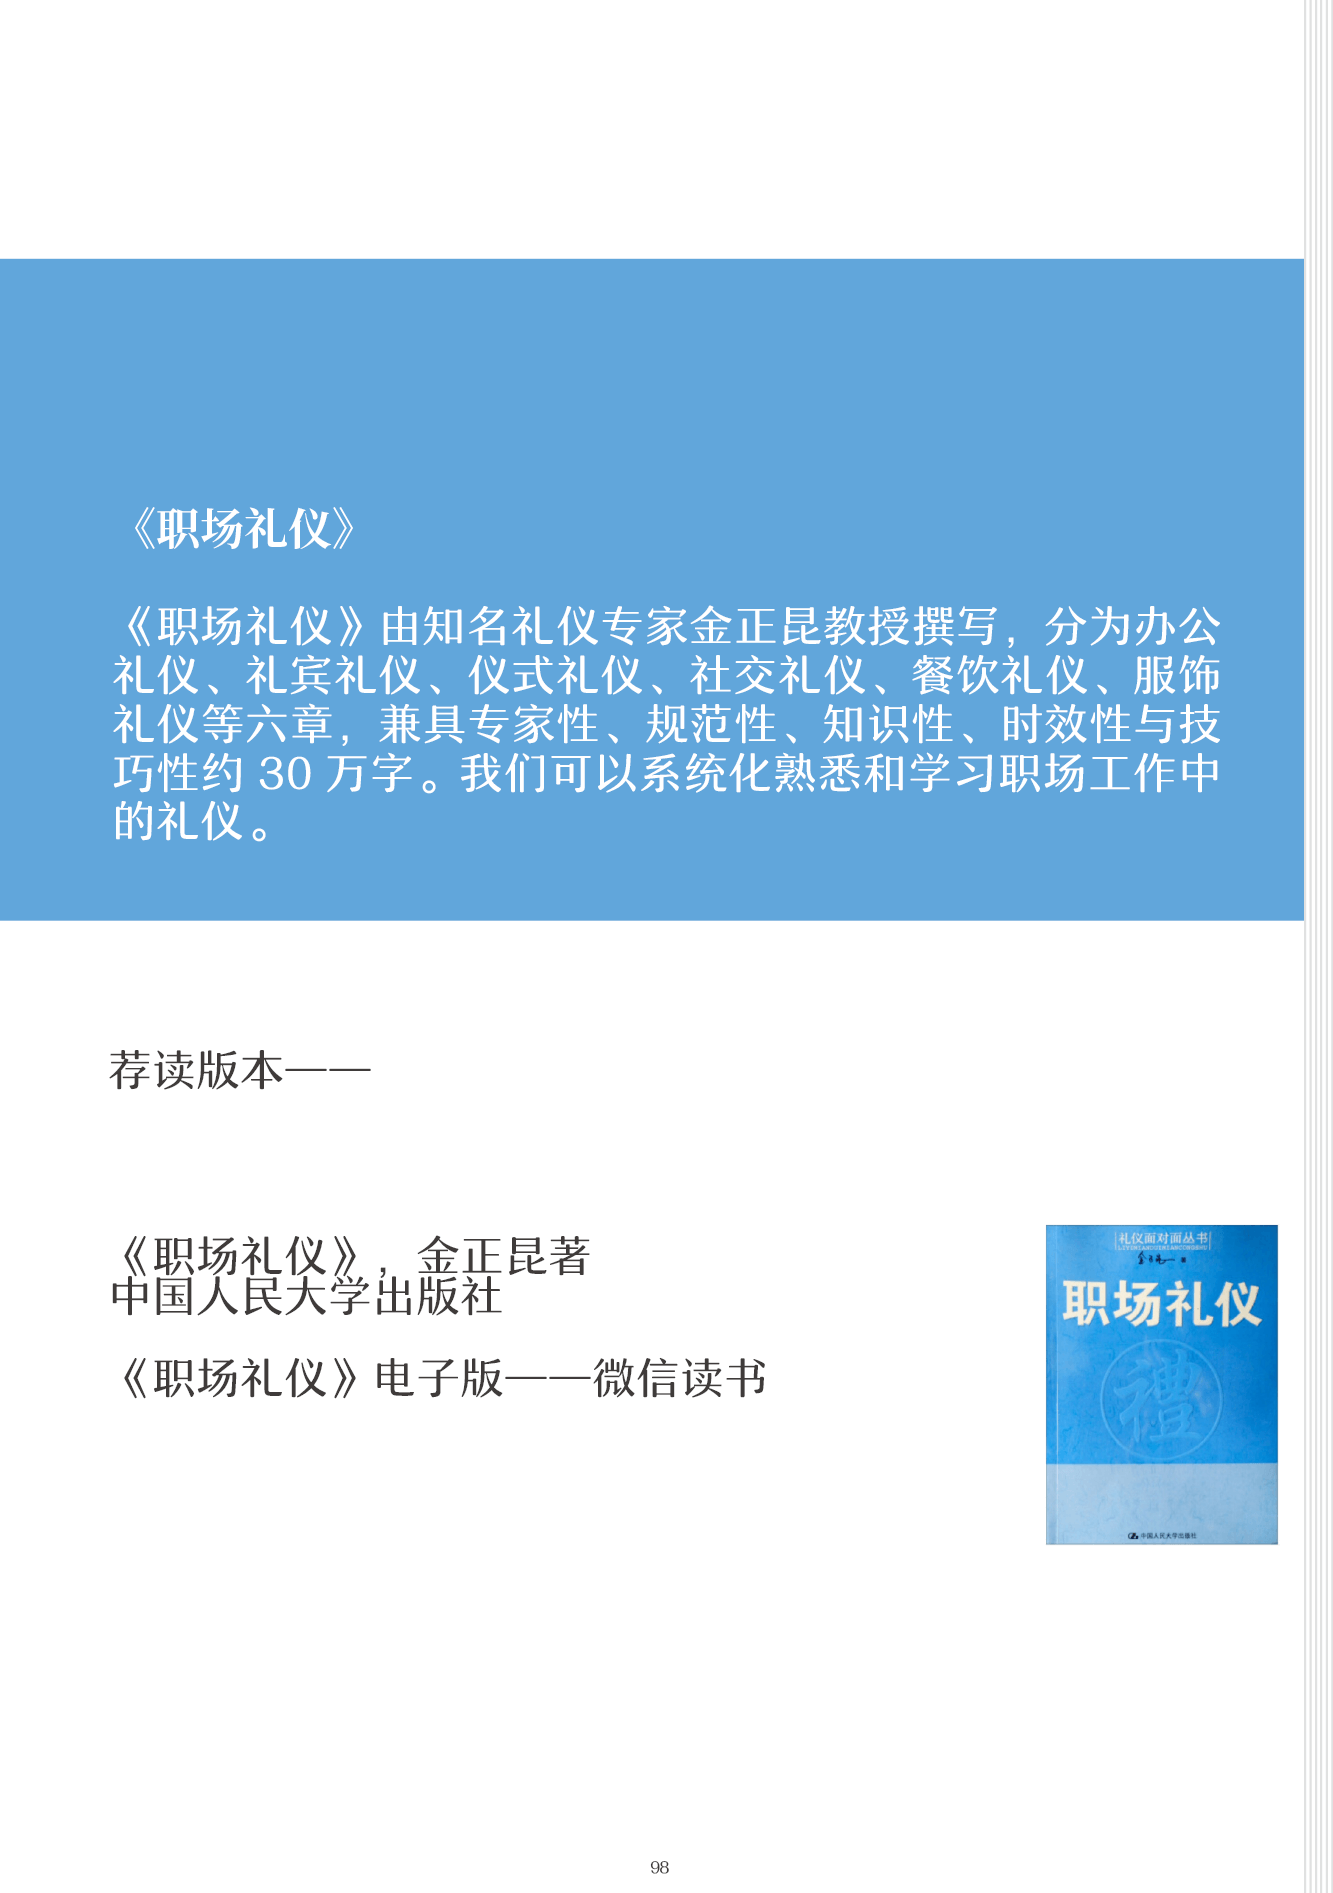 《职场礼仪》
《职场礼仪》由知名礼仪专家金正昆教授撰写，分为办公
礼仪、礼宾礼仪、仪式礼仪、社交礼仪、餐饮礼仪、服饰
礼仪等六章，兼具专家性、规范性、知识性、时效性与技
巧性约 30 万字。我们可以系统化熟悉和学习职场工作中
的礼仪。
荐读版本——
《职场礼仪》，金正昆著
中国人民大学出版社
《职场礼仪》电子版——微信读书
礼仪面对面丛书
LIYIMIANDUIMIANCONGSHU
金正昆 著
职场礼仪
禮
中国人民大学出版社
98